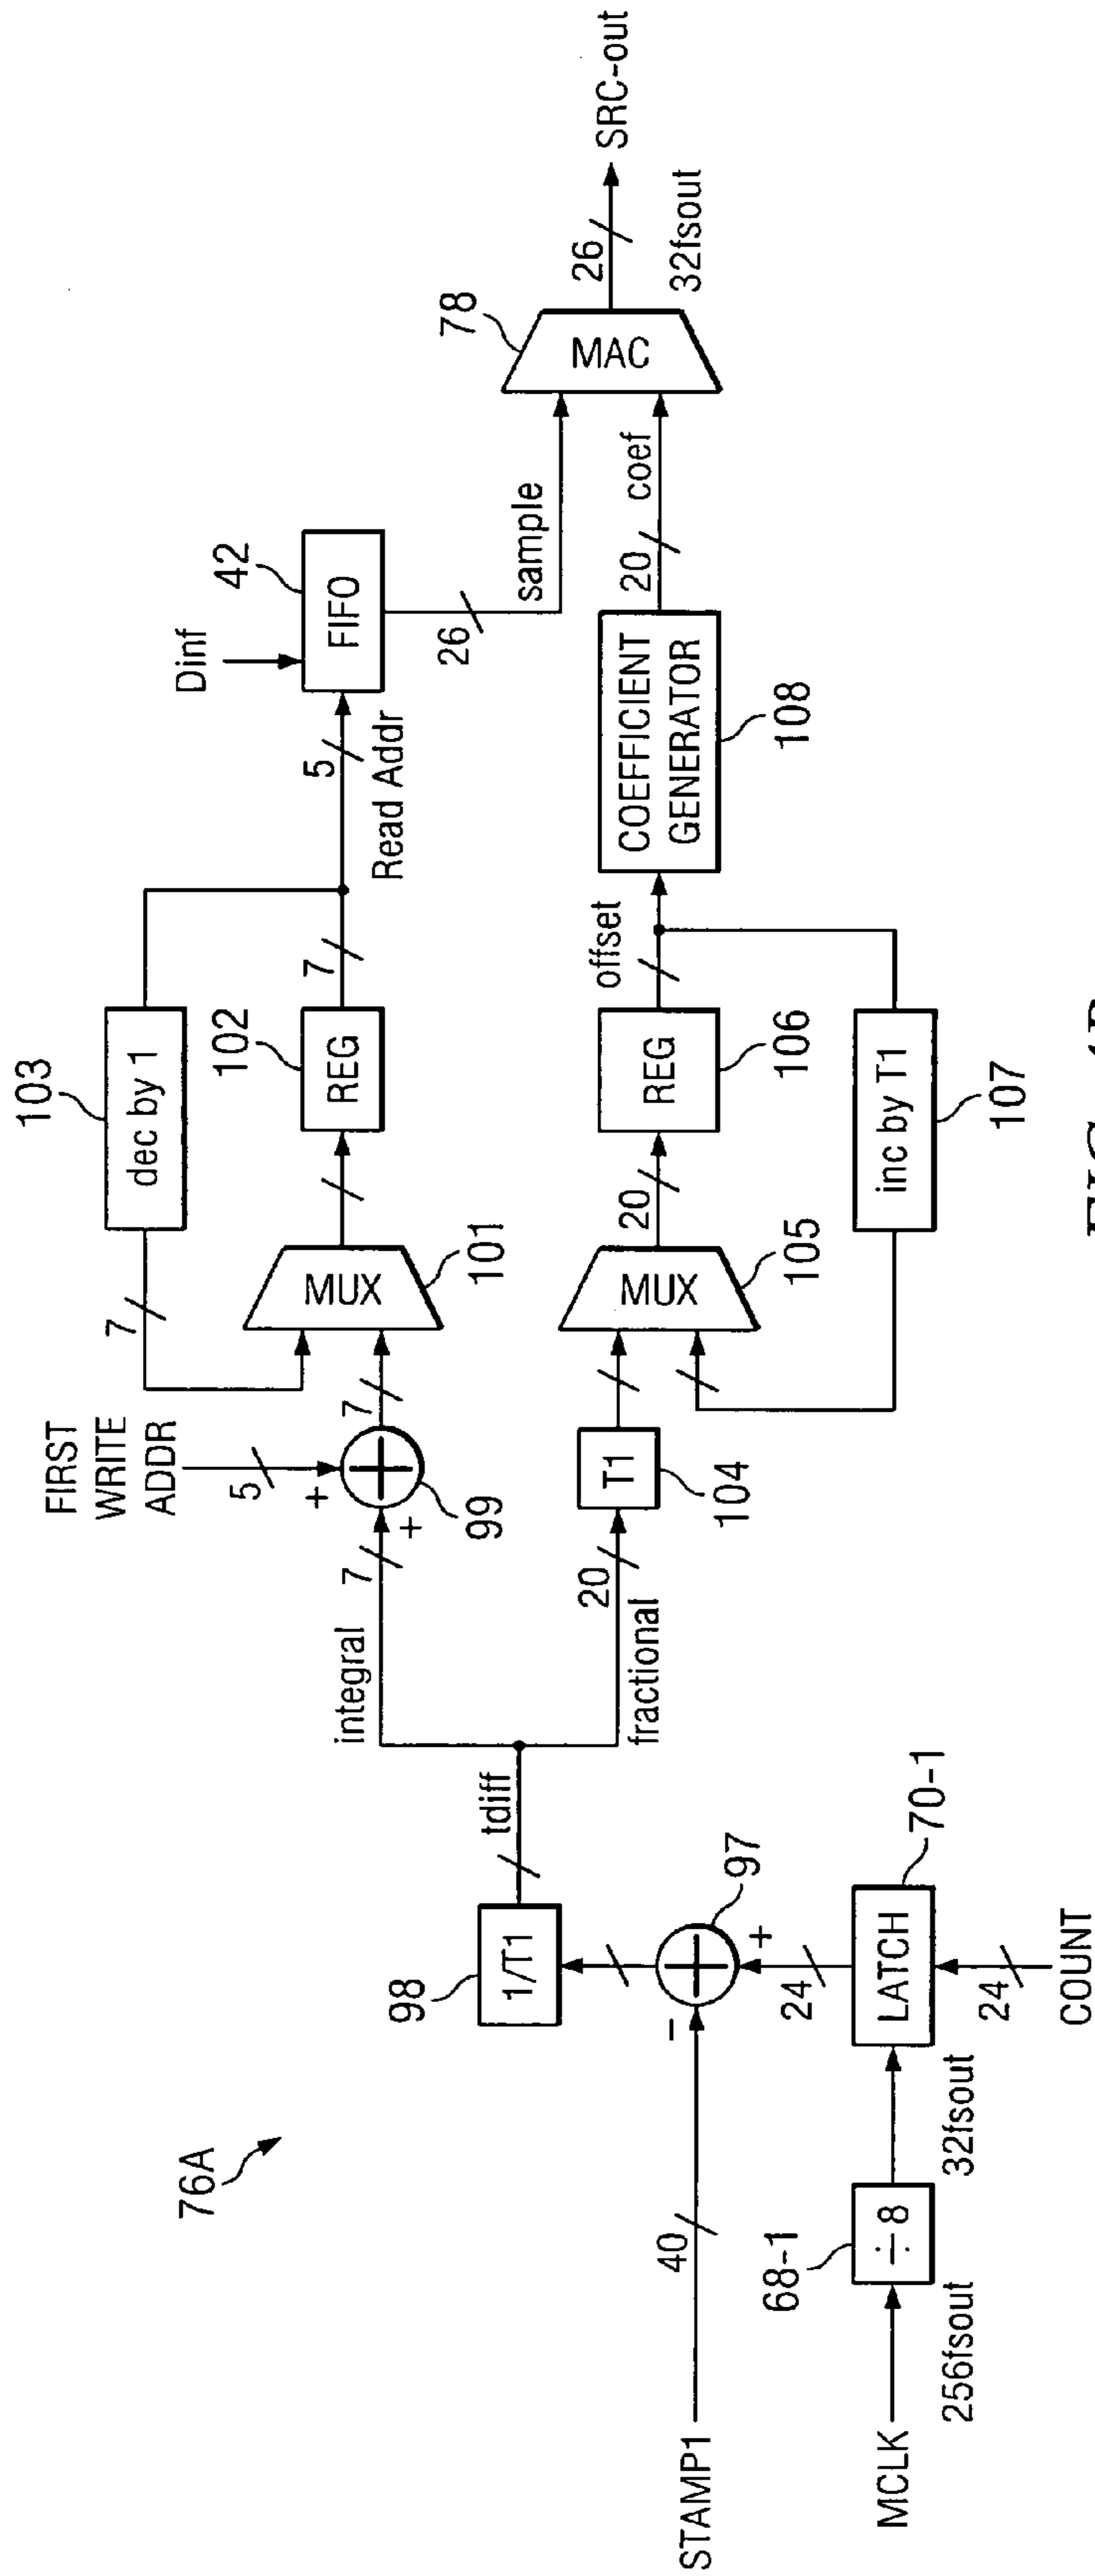 76A
STAMP1
40
MCLK
256fsout
68-1
÷8
32fsout
LATCH
70-1
24
COUNT
24
+
−
97
98
1/T1
tdiff
integral
fractional
7
20
FIRST
WRITE
ADDR
5
+
+
99
7
T1
104
7
MUX
101
MUX
105
103
dec by 1
102
REG
7
20
REG
106
offset
inc by T1
107
5
Read Addr
Dinf
42
FIFO
26
sample
COEFFICIENT
GENERATOR
108
20
coef
78
MAC
26
32fsout
SRC-out